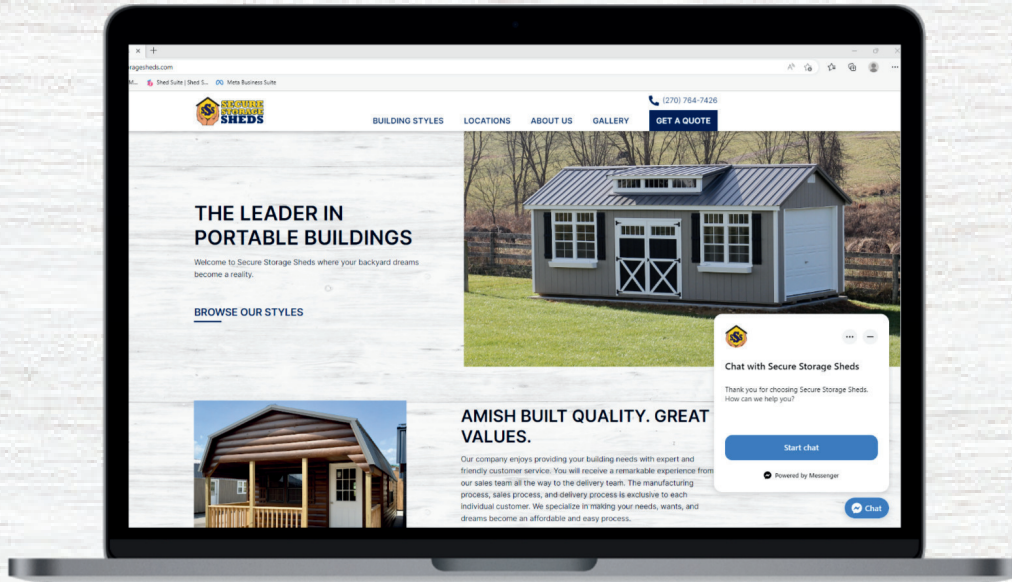 ragesheds.com
M...
Shed Suite | Shed S...
Meta Business Suite
SECURE
STORAGE
SHEDS
(270) 764-7426
BUILDING STYLES
LOCATIONS
ABOUT US
GALLERY
GET A QUOTE
THE LEADER IN
PORTABLE BUILDINGS
Welcome to Secure Storage Sheds where your backyard dreams
become a reality.
BROWSE OUR STYLES
AMISH BUILT QUALITY. GREAT
VALUES.
Our company enjoys providing your building needs with expert and
friendly customer service. You will receive a remarkable experience from
our sales team all the way to the delivery team. The manufacturing
process, sales process, and delivery process is exclusive to each
individual customer. We specialize in making your needs, wants, and
dreams become an affordable and easy process.
Chat with Secure Storage Sheds
Thank you for choosing Secure Storage Sheds.
How can we help you?
Start chat
Powered by Messenger
Chat